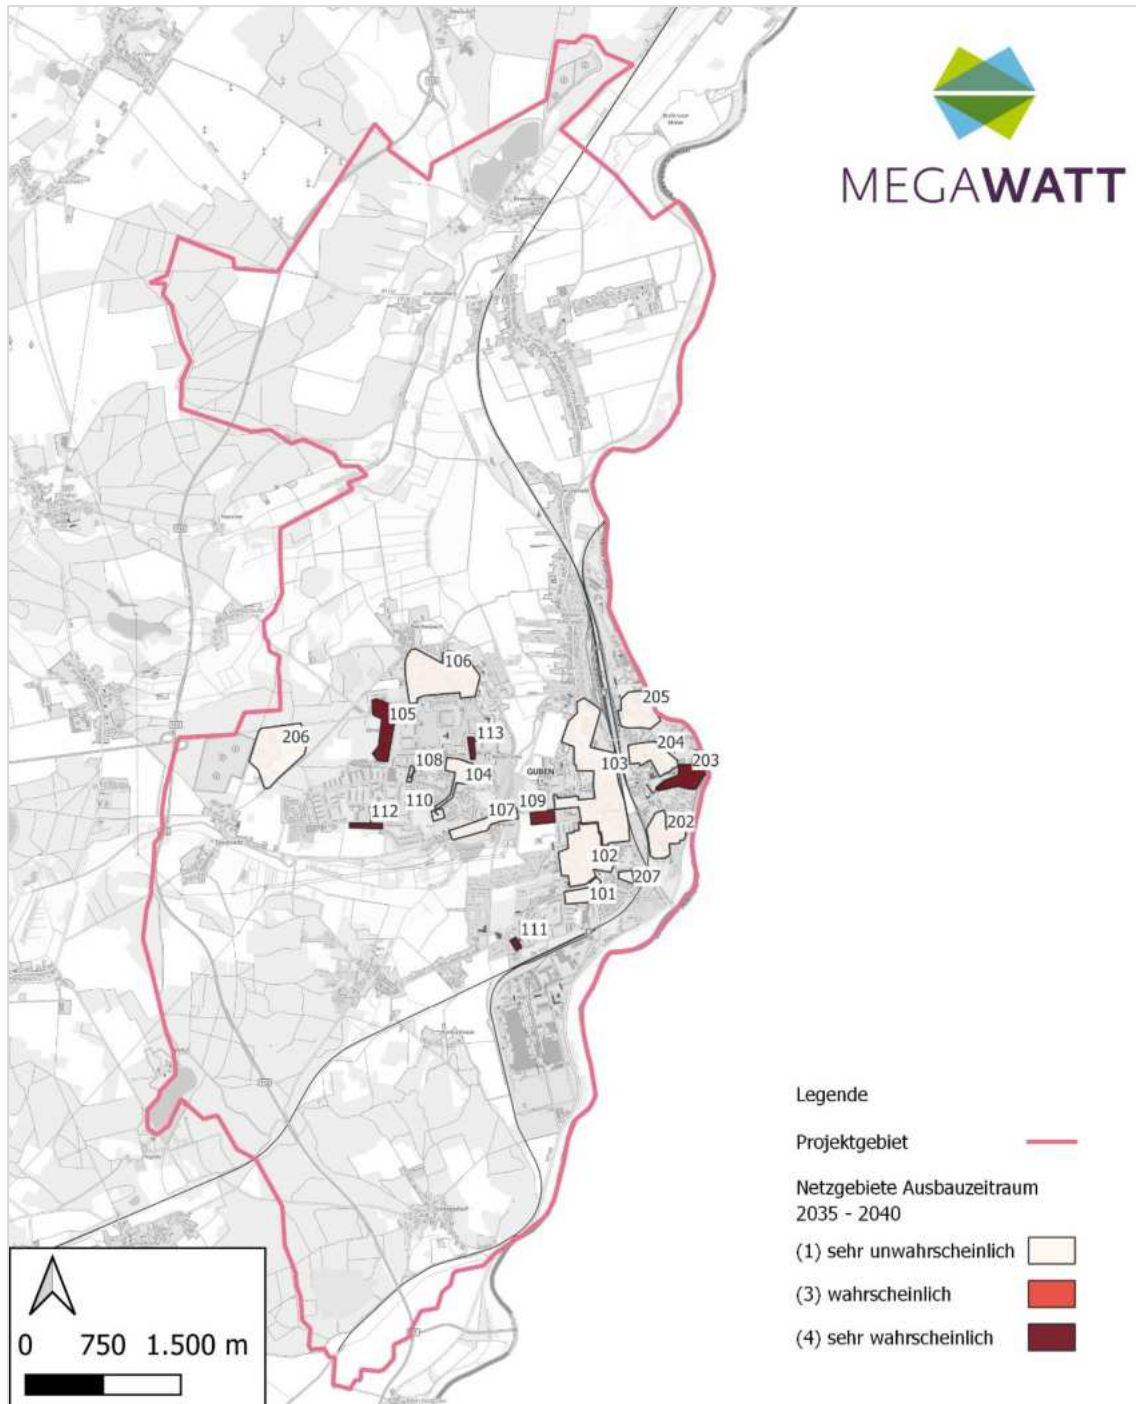 MEGAWATT
106
105
205
206
113
204
103
108
104
203
GUBEN
110
107
109
112
202
102
207
101
111
Legende
Projektgebiet
Netzgebiete Ausbauzeitraum
2035 - 2040
(1) sehr unwahrscheinlich
(3) wahrscheinlich
(4) sehr wahrscheinlich
0 750 1.500 m